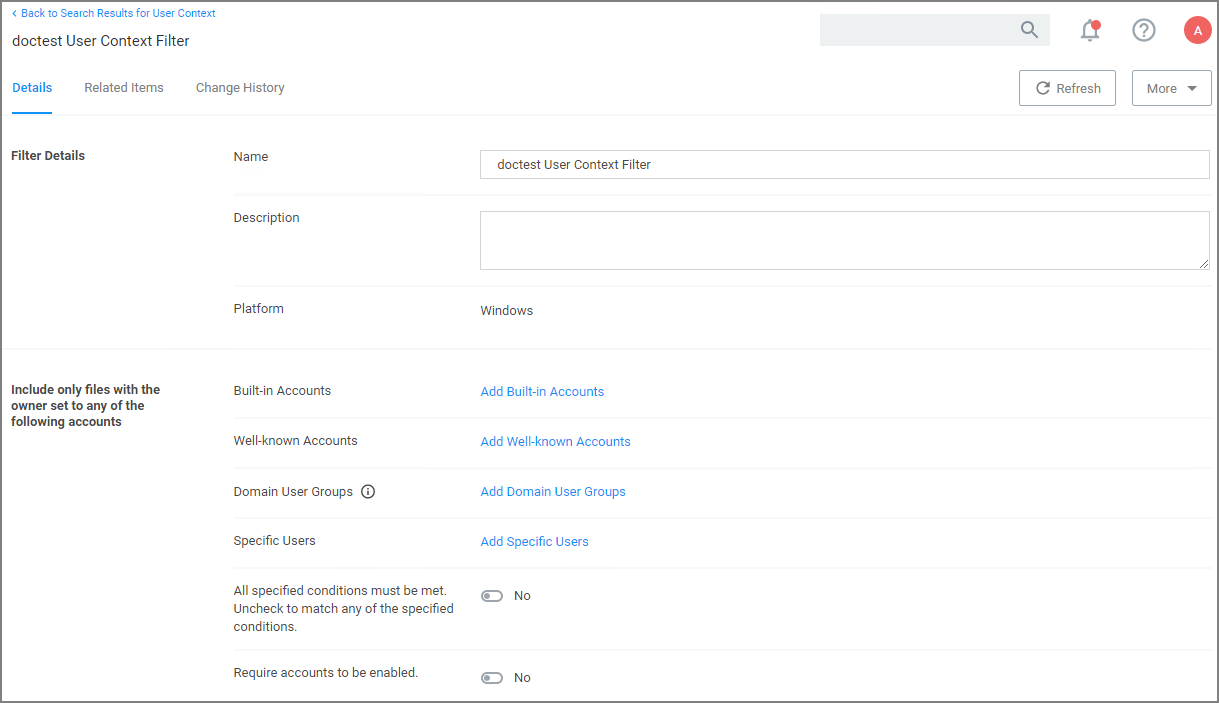 Back to Search Results for User Context
doctest User Context Filter
A
Details
Related Items
Change History
Refresh
More
Filter Details
Name
doctest User Context Filter
Description
Platform
Windows
Include only files with the
owner set to any of the
following accounts
Built-in Accounts
Add Built-in Accounts
Well-known Accounts
Add Well-known Accounts
Domain User Groups
Add Domain User Groups
Specific Users
Add Specific Users
All specified conditions must be met.
Uncheck to match any of the specified
conditions.
No
Require accounts to be enabled.
No